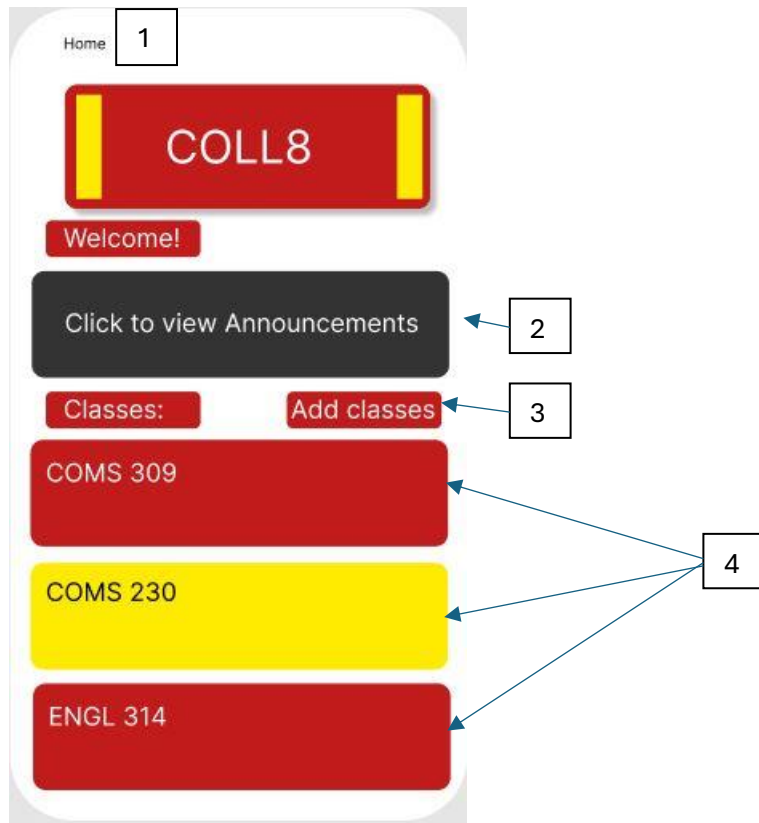 Home 1
COLL8
Welcome!
Click to view Announcements
2
Classes: Add classes 3
COMS 309
4
COMS 230
ENGL 314